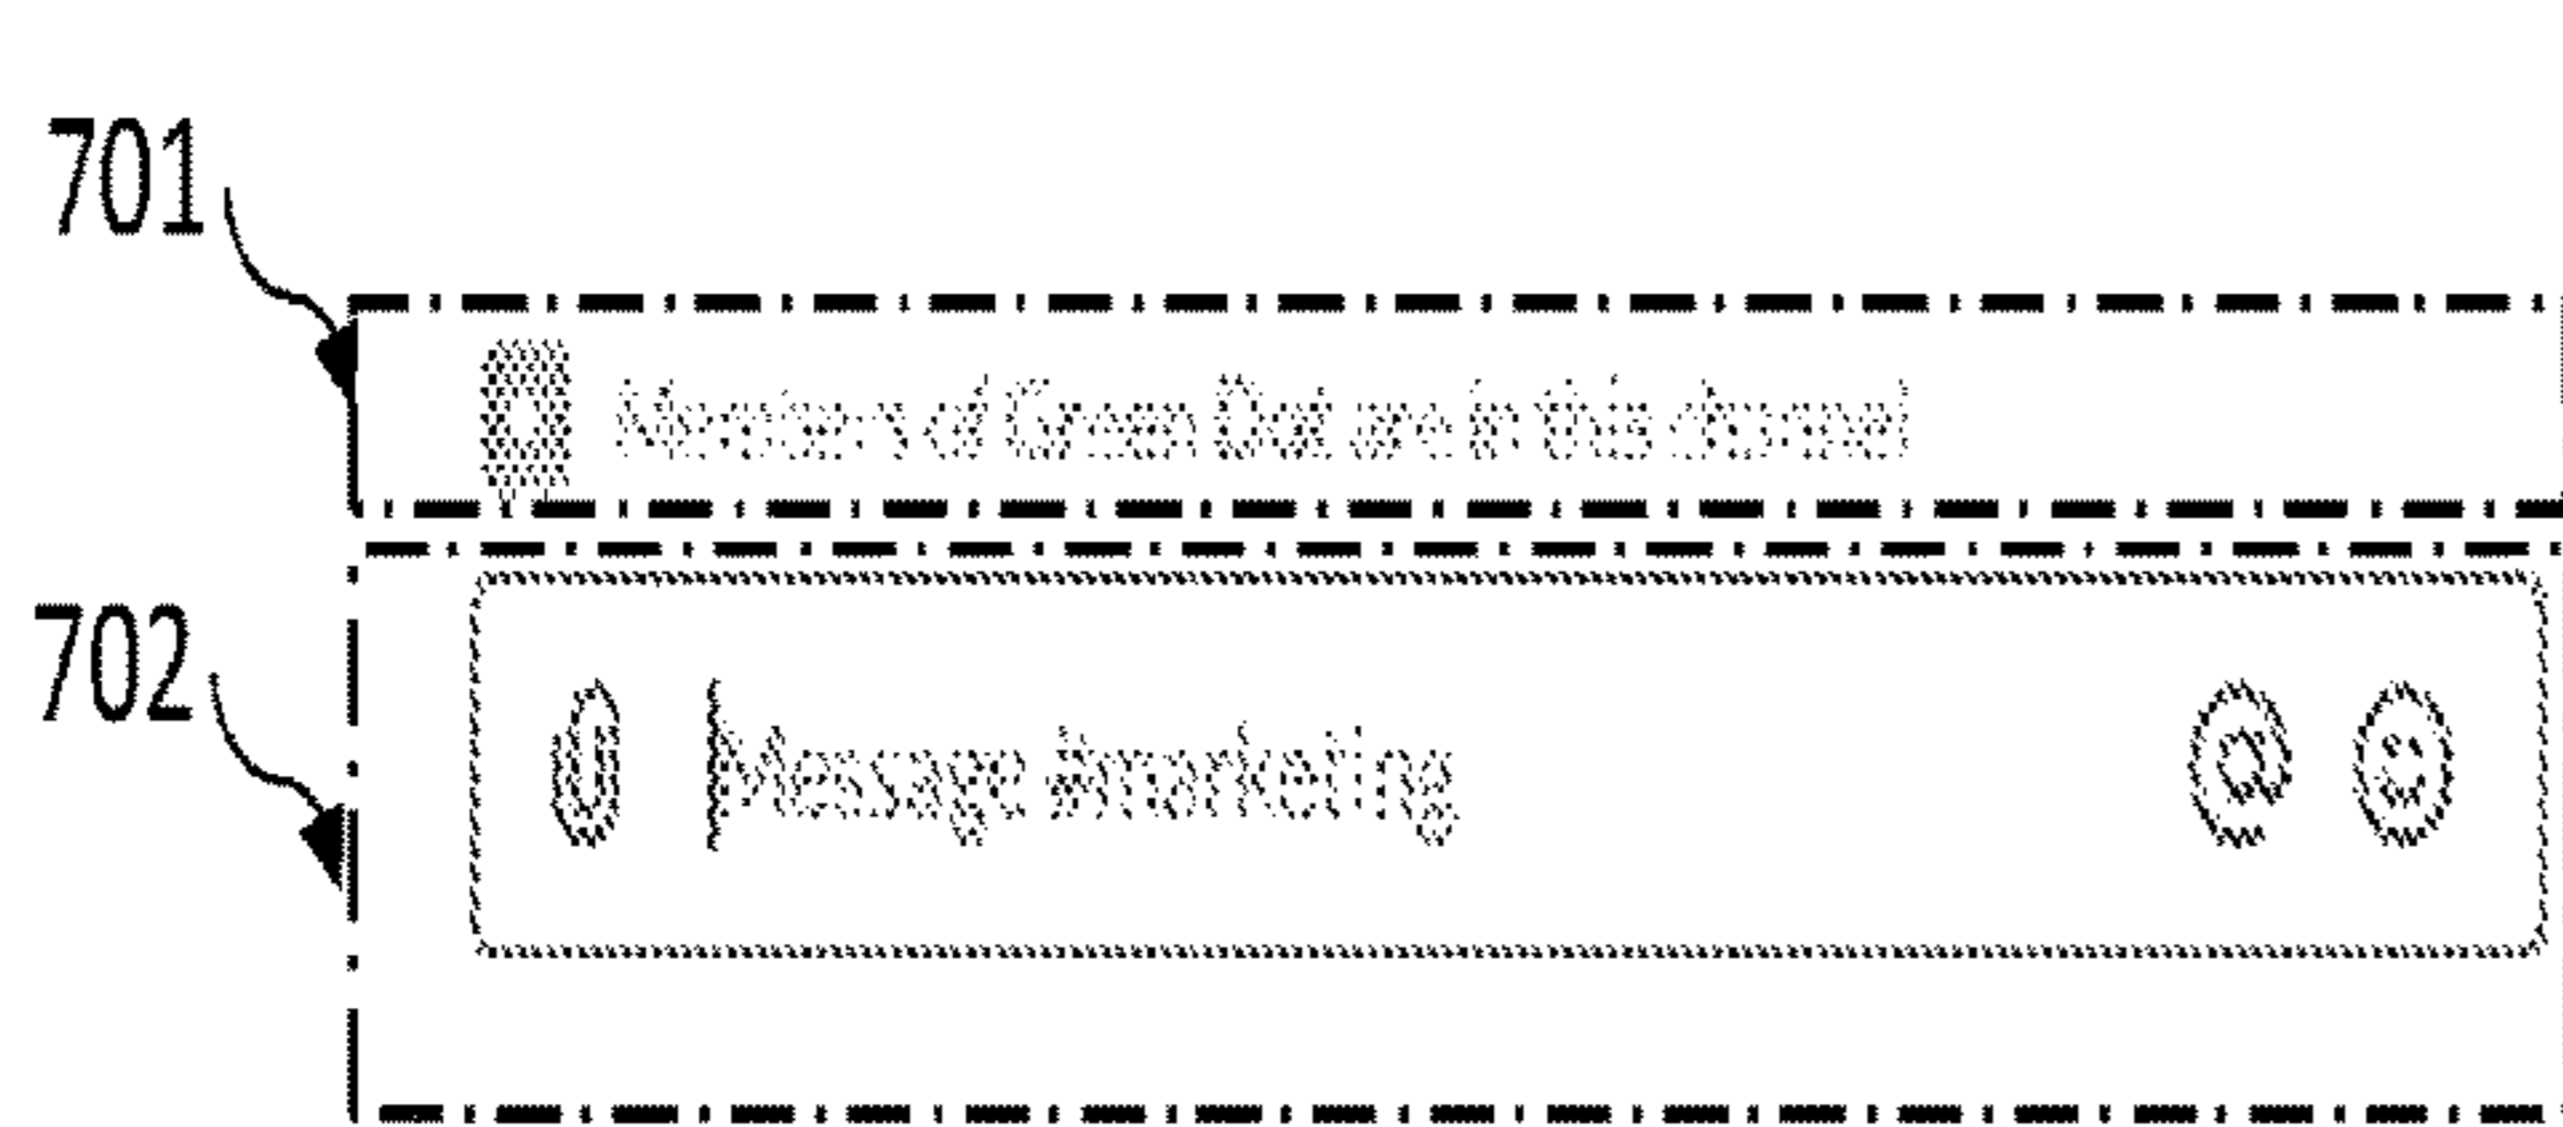 701
Members of Green Dot are in this channel
702
Message #marketing